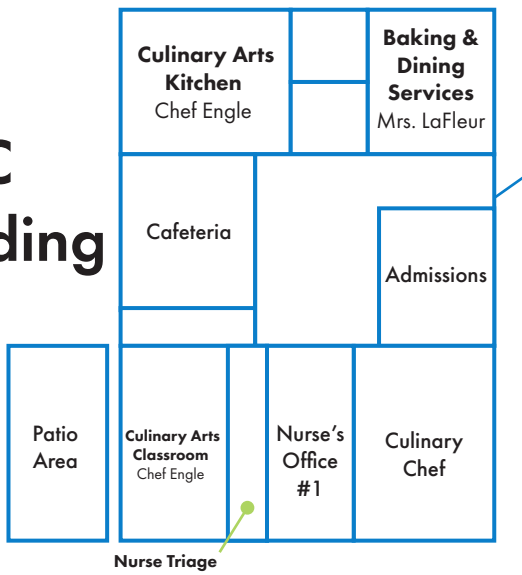 C
ding
Culinary Arts
Kitchen
Chef Engle
Baking &
Dining
Services
Mrs. LaFleur
Cafeteria
Admissions
Patio
Area
Culinary Arts
Classroom
Chef Engle
Nurse's
Office
#1
Culinary
Chef
Nurse Triage